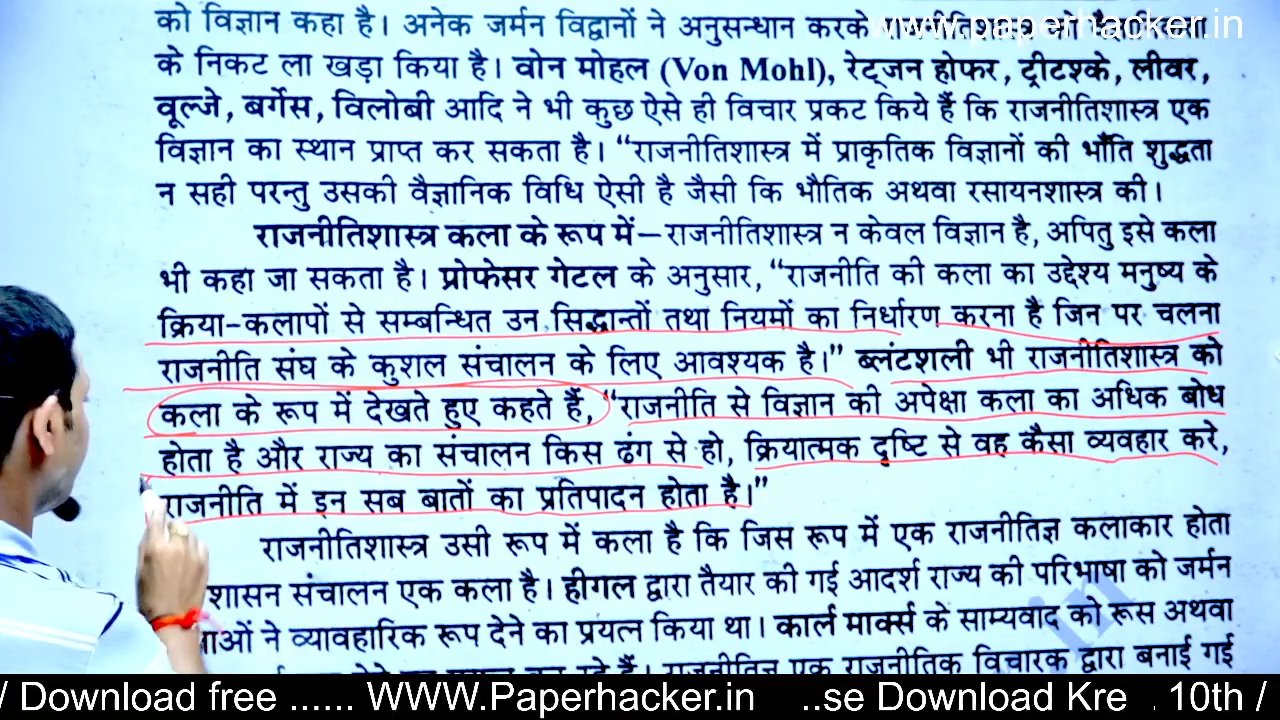 www.paperhacker.in
को विज्ञान कहा है। अनेक जर्मन विद्वानों ने अनुसन्धान करके
के निकट ला खड़ा किया है। वोन मोहल (Von Mohl), रेट्जन होफर, ट्रीटश्के, लीवर,
वूल्जे, बर्गेस, विलोबी आदि ने भी कुछ ऐसे ही विचार प्रकट किये हैं कि राजनीतिशास्त्र एक
विज्ञान का स्थान प्राप्त कर सकता है। “राजनीतिशास्त्र में प्राकृतिक विज्ञानों की भाँति शुद्धता
न सही परन्तु उसकी वैज्ञानिक विधि ऐसी है जैसी कि भौतिक अथवा रसायनशास्त्र की।
राजनीतिशास्त्र कला के रूप में–राजनीतिशास्त्र न केवल विज्ञान है, अपितु इसे कला
भी कहा जा सकता है। प्रोफेसर गेटल के अनुसार, “राजनीति की कला का उद्देश्य मनुष्य के
क्रिया-कलापों से सम्बन्धित उन सिद्धान्तों तथा नियमों का निर्धारण करना है जिन पर चलना
राजनीति संघ के कुशल संचालन के लिए आवश्यक है।” ब्लंटशली भी राजनीतिशास्त्र को
कला के रूप में देखते हुए कहते हैं, “राजनीति से विज्ञान की अपेक्षा कला का अधिक बोध
होता है और राज्य का संचालन किस ढंग से हो, क्रियात्मक दृष्टि से वह कैसा व्यवहार करे,
राजनीति में इन सब बातों का प्रतिपादन होता है।”
राजनीतिशास्त्र उसी रूप में कला है कि जिस रूप में एक राजनीतिज्ञ कलाकार होता
शासन संचालन एक कला है। हीगल द्वारा तैयार की गई आदर्श राज्य की परिभाषा को जर्मन
ने व्यावहारिक रूप देने का प्रयत्न किया था। कार्ल मार्क्स के साम्यवाद को रूस अथवा
राजनीतिज्ञ एक राजनीतिक विचारक द्वारा बनाई गई
/ Download free ...... WWW.Paperhacker.in ..se Download Kre . 10th /